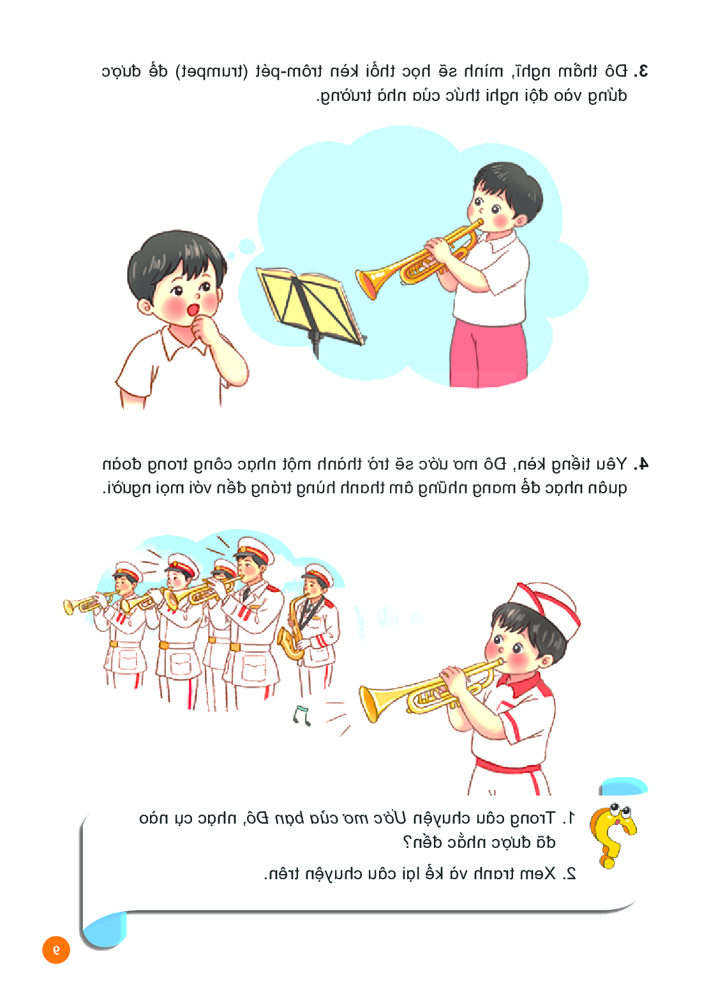 3. Đô thầm nghĩ, mình sẽ học thổi kèn trôm-pét (trumpet) để được
đứng vào đội nghi thức của nhà trường.
4. Yêu tiếng kèn, Đô mơ ước sẽ trở thành một nhạc công trong đoàn
quân nhạc để mang những âm thanh hùng tráng đến với mọi người.
1. Trong câu chuyện Ước mơ của bạn Đô, nhạc cụ nào
đã được nhắc đến?
2. Xem tranh và kể lại câu chuyện trên.
9